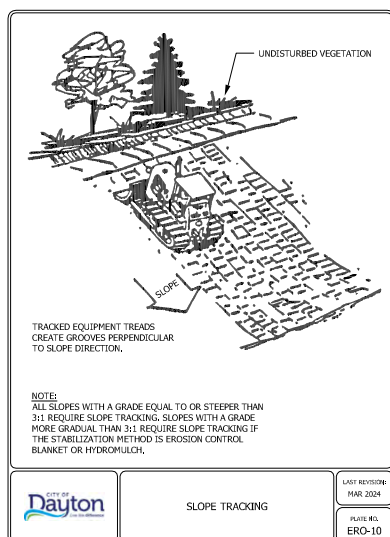 UNDISTURBED VEGETATION
SLOPE
TRACKED EQUIPMENT TREADS
CREATE GROOVES PERPENDICULAR
TO SLOPE DIRECTION.
NOTE:
ALL SLOPES WITH A GRADE EQUAL TO OR STEEPER THAN
3:1 REQUIRE SLOPE TRACKING. SLOPES WITH A GRADE
MORE GRADUAL THAN 3:1 REQUIRE SLOPE TRACKING IF
THE STABILIZATION METHOD IS EROSION CONTROL
BLANKET OR HYDROMULCH.
CITY OF
Dayton
SLOPE TRACKING
LAST REVISION:
MAR 2024
PLATE NO.
ERO-10